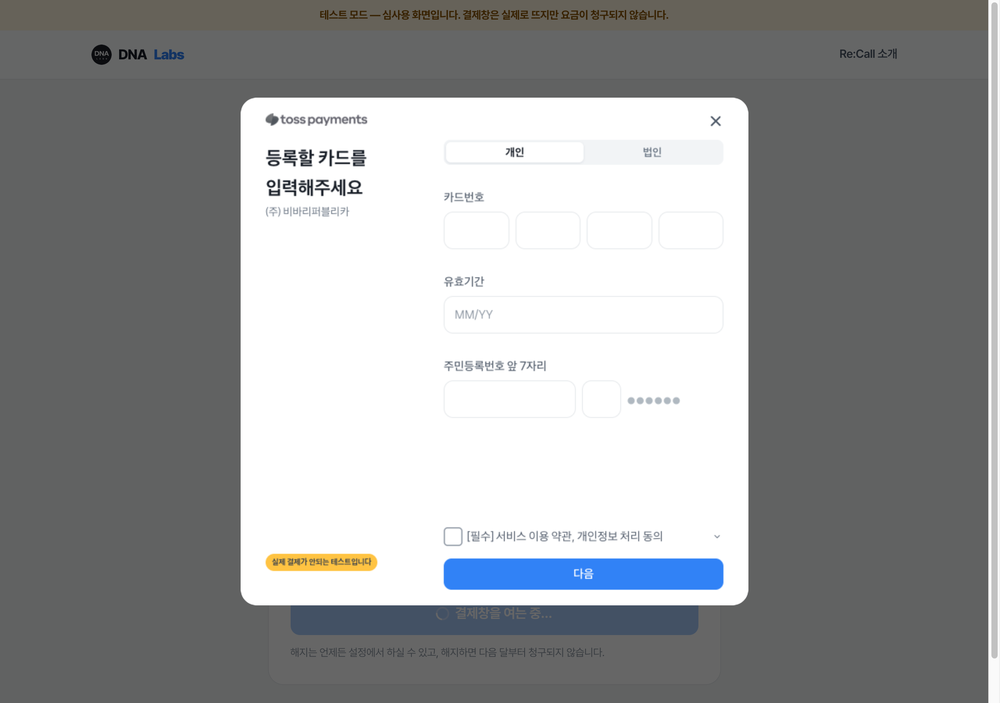 테스트 모드 — 심사용 화면입니다. 결제창은 실제로 뜨지만 요금이 청구되지 않습니다.
DNA LABS
DNA Labs
Re:Call 소개
toss payments
등록할 카드를
입력해주세요
(주) 비바리퍼블리카
개인
법인
카드번호
유효기간
MM/YY
주민등록번호 앞 7자리
[필수] 서비스 이용 약관, 개인정보 처리 동의
실제 결제가 안되는 테스트입니다
다음
결제창을 여는 중...
해지는 언제든 설정에서 하실 수 있고, 해지하면 다음 달부터 청구되지 않습니다.